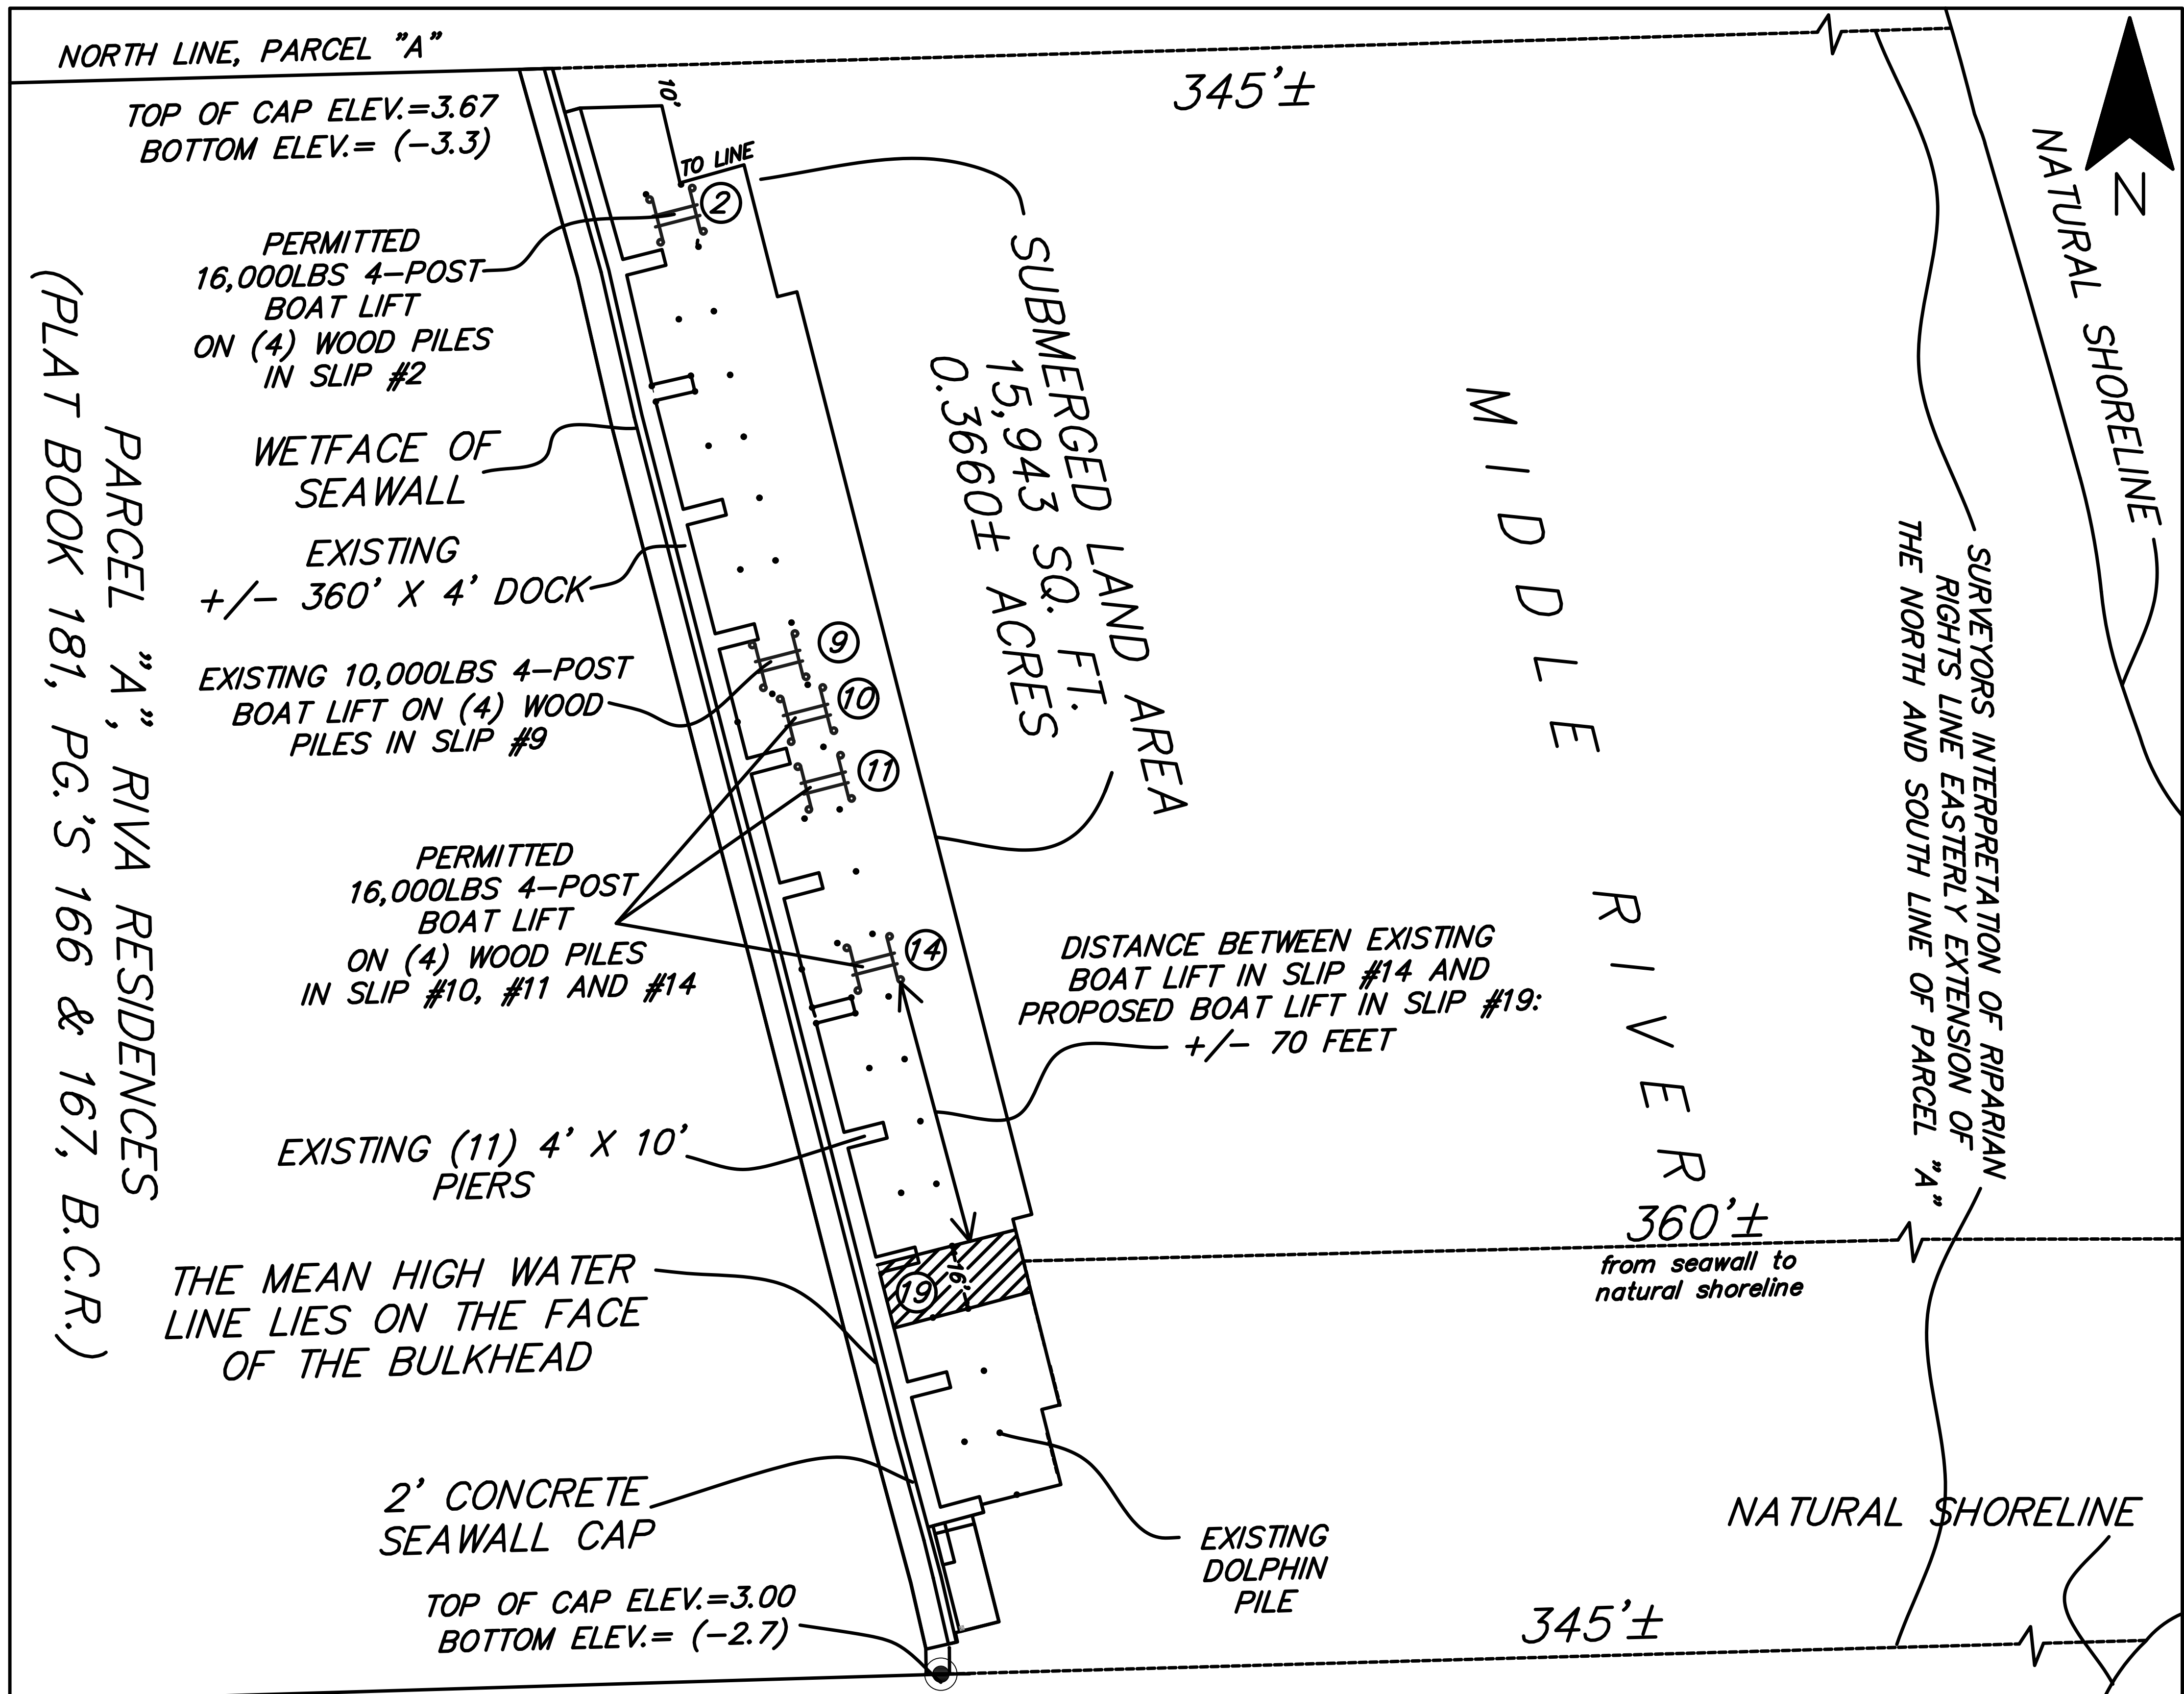 NORTH LINE, PARCEL "A"
345'±
TOP OF CAP ELEV.=3.67
BOTTOM ELEV.= (-3.3)
10'
TO LINE
N
NATURAL SHORELINE
2
PERMITTED
16,000LBS 4-POST
BOAT LIFT
ON (4) WOOD PILES
IN SLIP #2
SUBMERGED LAND AREA
15,943 SQ. FT.
0.3660± ACRES
MIDDLE RIVER
WETFACE OF
SEAWALL
EXISTING
+/- 360' X 4' DOCK
PARCEL "A", RIVA RESIDENCES
(PLAT BOOK 181, PG.'S 166 & 167, B.C.R.)
SURVEYORS INTERPRETATION OF RIPARIAN
RIGHTS LINE EASTERLY EXTENSION OF
THE NORTH AND SOUTH LINE OF PARCEL "A"
EXISTING 10,000LBS 4-POST
BOAT LIFT ON (4) WOOD
PILES IN SLIP #9
9
10
11
PERMITTED
16,000LBS 4-POST
BOAT LIFT
ON (4) WOOD PILES
IN SLIP #10, #11 AND #14
14
DISTANCE BETWEEN EXISTING
BOAT LIFT IN SLIP #14 AND
PROPOSED BOAT LIFT IN SLIP #19:
+/- 70 FEET
EXISTING (11) 4' X 10'
PIERS
360'±
from seawall to
natural shoreline
THE MEAN HIGH WATER
LINE LIES ON THE FACE
OF THE BULKHEAD
19
16'
2' CONCRETE
SEAWALL CAP
NATURAL SHORELINE
EXISTING
DOLPHIN
PILE
TOP OF CAP ELEV.=3.00
BOTTOM ELEV.= (-2.7)
345'±